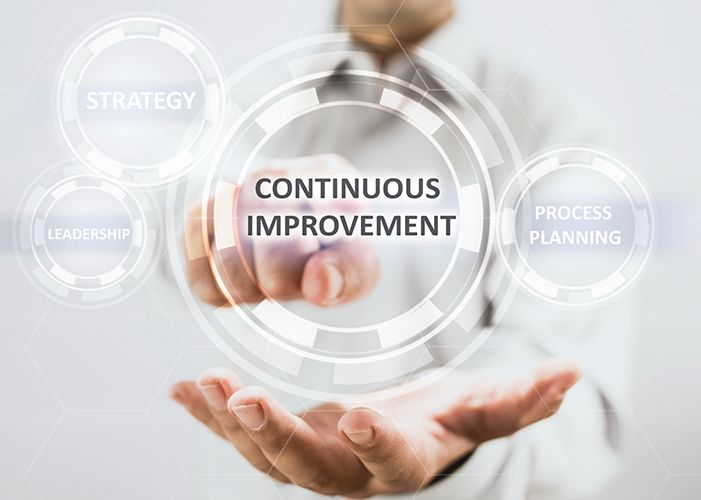 STRATEGY
LEADERSHIP
CONTINUOUS
IMPROVEMENT
PROCESS
PLANNING